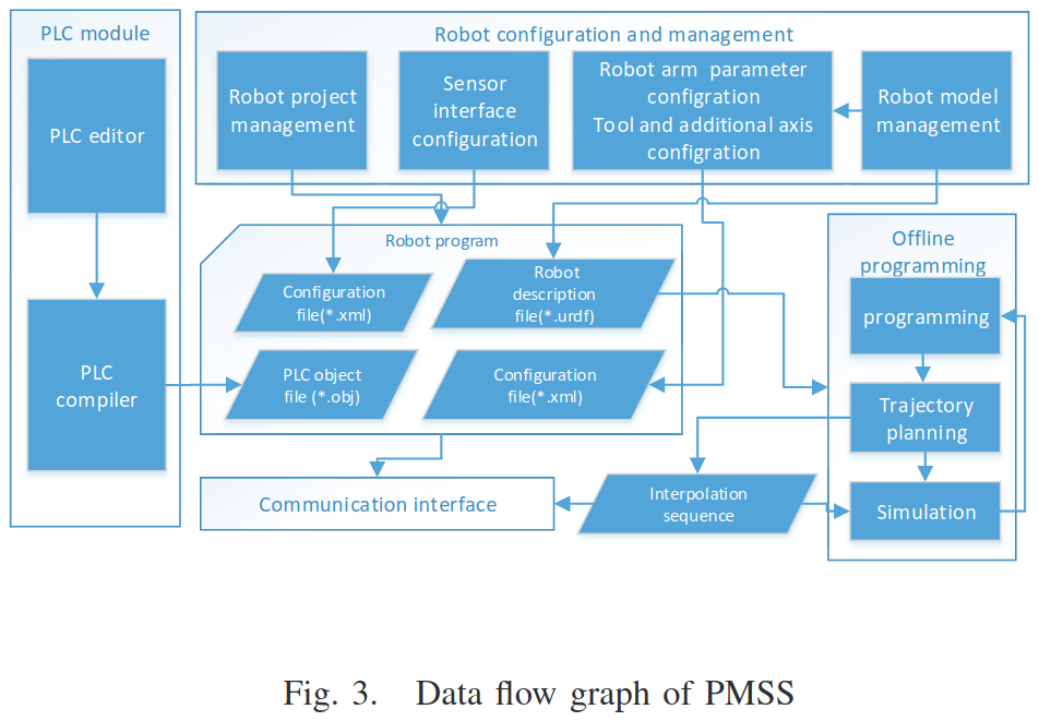 PLC module
PLC editor
PLC
compiler
Robot configuration and management
Robot project
management
Sensor
interface
configuration
Robot arm parameter
configration
Tool and additional axis
configration
Robot model
management
Robot program
Configuration
file(*.xml)
Robot
description
file(*.urdf)
PLC object
file (*.obj)
Configuration
file(*.xml)
Communication interface
Interpolation
sequence
Offline
programming
programming
Trajectory
planning
Simulation
Fig. 3. Data flow graph of PMSS